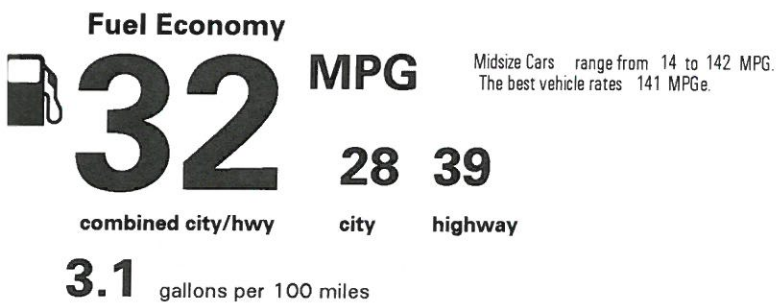 Fuel Economy
32 MPG
Midsize Cars range from 14 to 142 MPG.
The best vehicle rates 141 MPGe.
28 39
combined city/hwy city highway
3.1 gallons per 100 miles